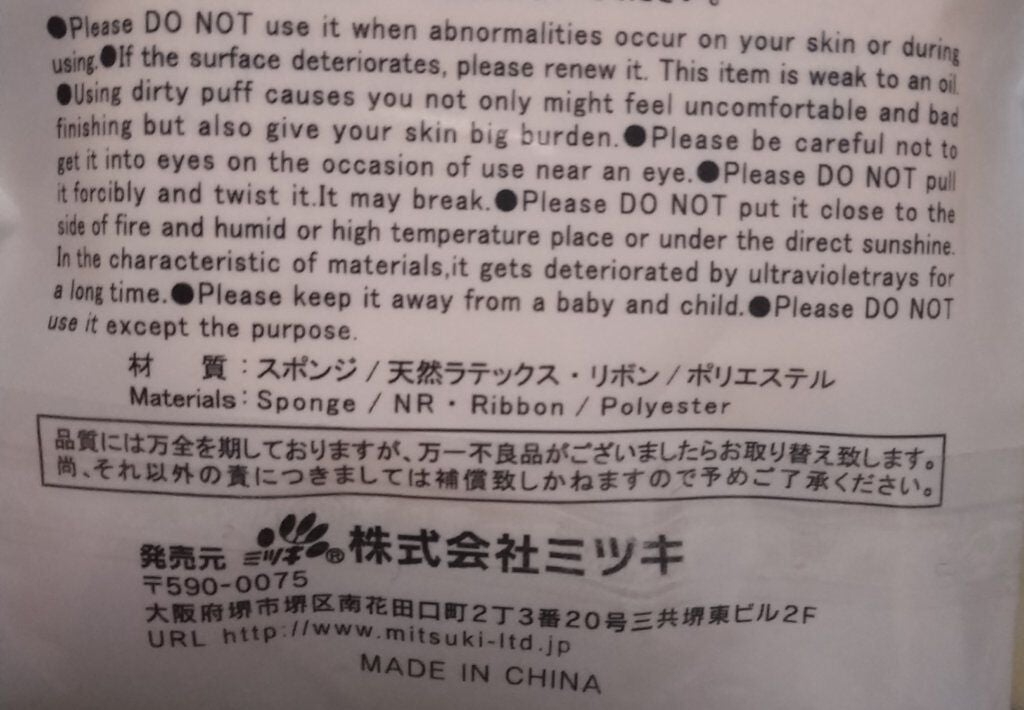 ●Please DO NOT use it when abnormalities occur on your skin or during
using.●If the surface deteriorates, please renew it. This item is weak to an oil.
●Using dirty puff causes you not only might feel uncomfortable and bad
finishing but also give your skin big burden.●Please be careful not to
get it into eyes on the occasion of use near an eye.●Please DO NOT pull
it forcibly and twist it.It may break.●Please DO NOT put it close to the
side of fire and humid or high temperature place or under the direct sunshine.
In the characteristic of materials,it gets deteriorated by ultravioletrays for
a long time.●Please keep it away from a baby and child.●Please DO NOT
use it except the purpose.
材 質：スポンジ / 天然ラテックス・リボン / ポリエステル
Materials: Sponge / NR・Ribbon / Polyester
品質には万全を期しておりますが、万一不良品がございましたらお取り替え致します。
尚、それ以外の責につきましては補償致しかねますので予めご了承ください。
発売元 ミツキ® 株式会社ミツキ
〒590-0075
大阪府堺市堺区南花田口町2丁3番20号三共堺東ビル2F
URL http://www.mitsuki-ltd.jp
MADE IN CHINA